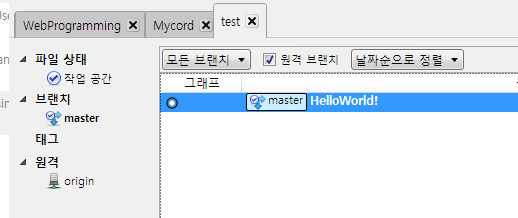 WebProgramming
Mycord
test
파일 상태
작업 공간
브랜치
master
태그
원격
origin
모든 브랜치
원격 브랜치
날짜순으로 정렬
그래프
master HelloWorld!